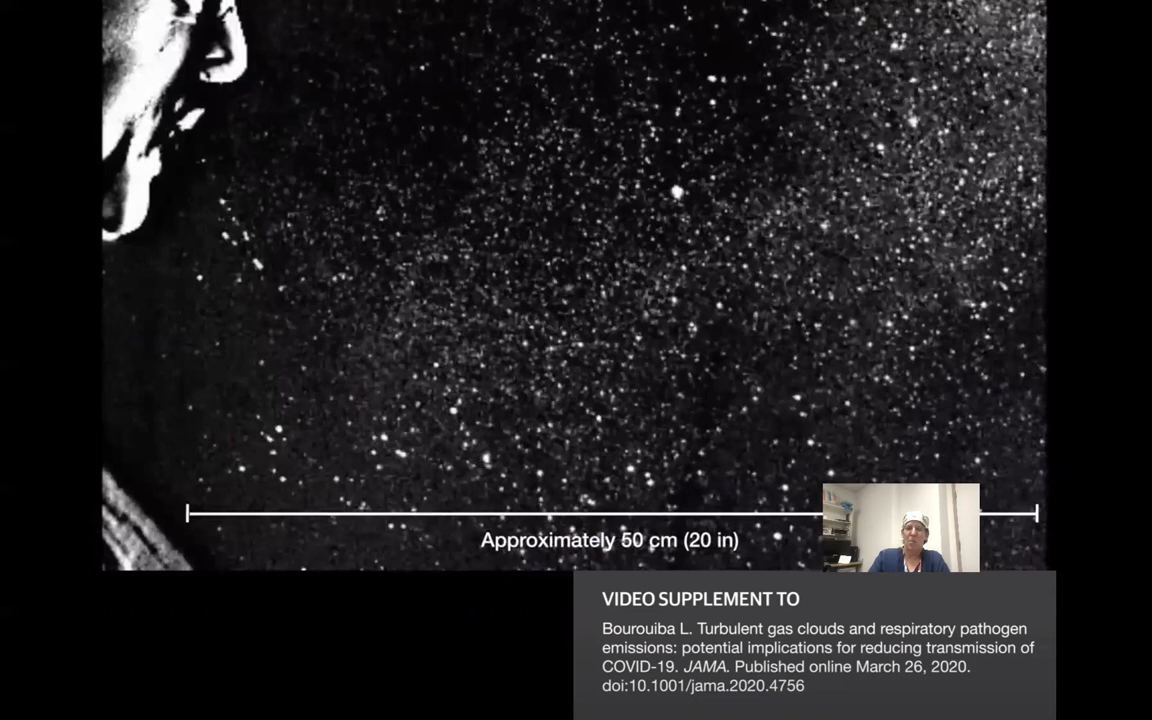 Approximately 50 cm (20 in)
VIDEO SUPPLEMENT TO
Bourouiba L. Turbulent gas clouds and respiratory pathogen
emissions: potential implications for reducing transmission of
COVID-19. JAMA. Published online March 26, 2020.
doi:10.1001/jama.2020.4756